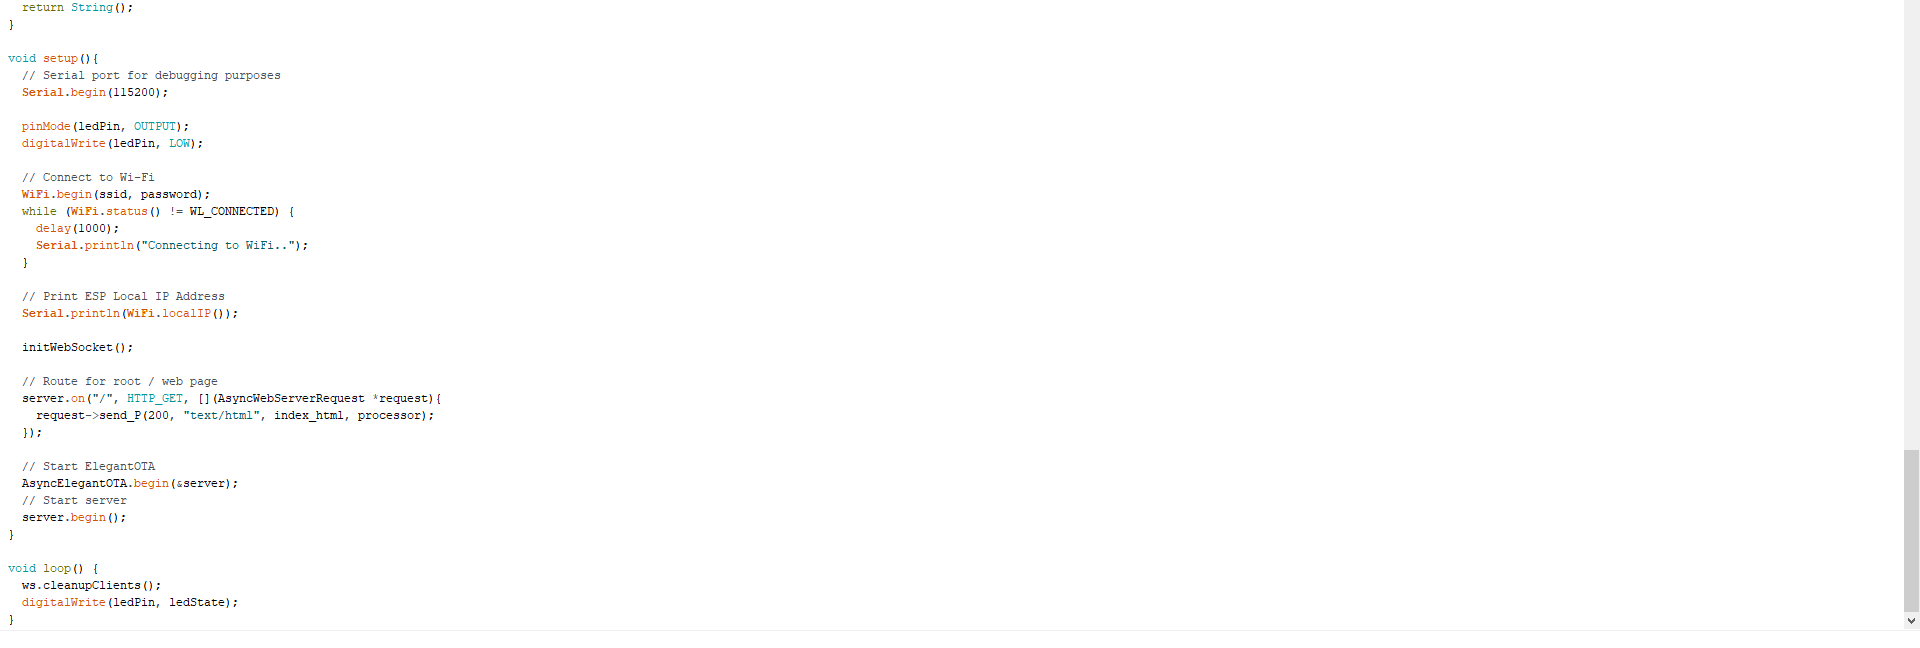 return String();
}
void setup(){
// Serial port for debugging purposes
Serial.begin(115200);
pinMode(ledPin, OUTPUT);
digitalWrite(ledPin, LOW);
// Connect to Wi-Fi
WiFi.begin(ssid, password);
while (WiFi.status() != WL_CONNECTED) {
delay(1000);
Serial.println("Connecting to WiFi..");
}
// Print ESP Local IP Address
Serial.println(WiFi.localIP());
initWebSocket();
// Route for root / web page
server.on("/", HTTP_GET, [](AsyncWebServerRequest *request){
request->send_P(200, "text/html", index_html, processor);
});
// Start ElegantOTA
AsyncElegantOTA.begin(&server);
// Start server
server.begin();
}
void loop() {
ws.cleanupClients();
digitalWrite(ledPin, ledState);
}